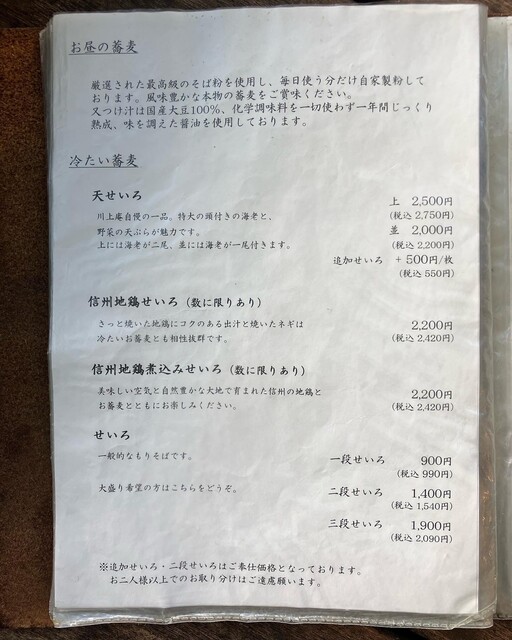 お昼の蕎麦
厳選された最高級のそば粉を使用し、毎日使う分だけ自家製粉して
おります。風味豊かな本物の蕎麦をご賞味ください。
又つけ汁は国産大豆100%、化学調味料を一切使わず一年間じっくり
熟成、味を調えた醤油を使用しております。
冷たい蕎麦
天せいろ
川上庵自慢の一品。特大の頭付きの海老と、
野菜の天ぷらが魅力です。
上には海老が二尾、並には海老が一尾付きます。
上 2,500円
(税込 2,750円)
並 2,000円
(税込 2,200円)
追加せいろ +500円/枚
(税込 550円)
信州地鶏せいろ(数に限りあり)
さっと焼いた地鶏にコクのある出汁と焼いたネギは
冷たいお蕎麦とも相性抜群です。
2,200円
(税込 2,420円)
信州地鶏煮込みせいろ(数に限りあり)
美味しい空気と自然豊かな大地で育まれた信州の地鶏と
お蕎麦とともにお楽しみください。
2,200円
(税込 2,420円)
せいろ
一般的なもりそばです。
一段せいろ 900円
(税込 990円)
大盛り希望の方はこちらをどうぞ。
二段せいろ 1,400円
(税込 1,540円)
三段せいろ 1,900円
(税込 2,090円)
※追加せいろ・二段せいろはご奉仕価格となっております。
お二人様以上でのお取り分けはご遠慮願います。